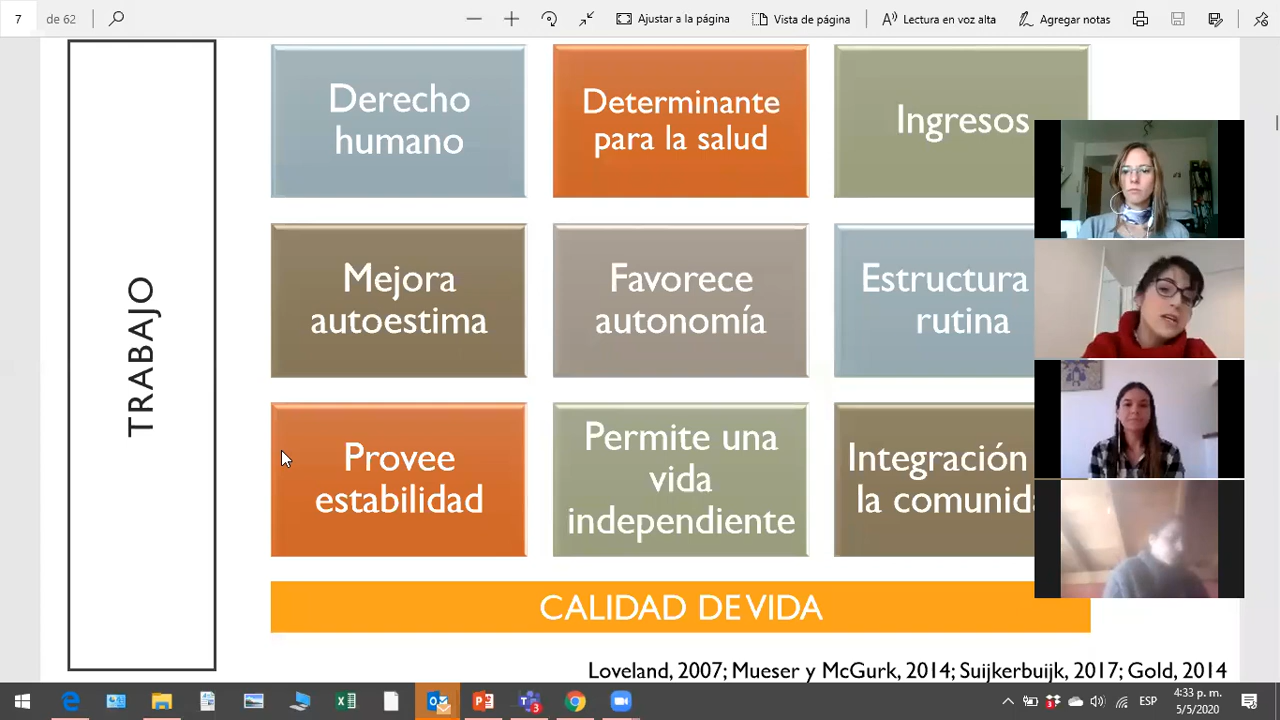 7 de 62 Ajustar a la página Vista de página Lectura en voz alta Agregar notas
TRABAJO
Derecho
humano
Determinante
para la salud
Ingresos
Mejora
autoestima
Favorece
autonomía
Estructura
rutina
Provee
estabilidad
Permite una
vida
independiente
Integración
la comunid
CALIDAD DE VIDA
Loveland, 2007; Mueser y McGurk, 2014; Suijkerbuijk, 2017; Gold, 2014
ESP
4:33 p. m.
5/5/2020